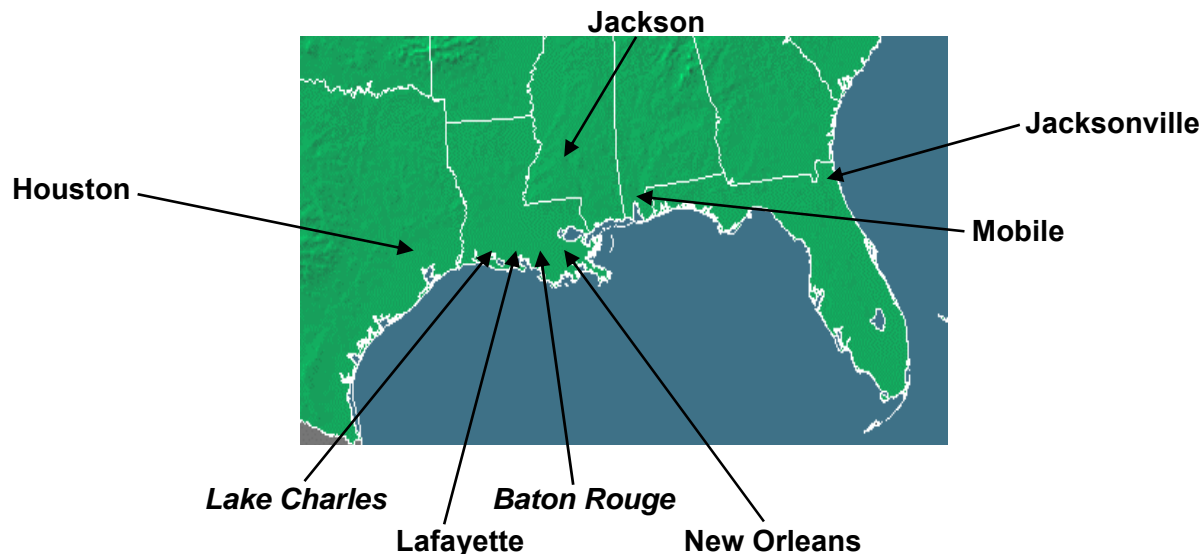 Jackson
Jacksonville
Houston
Mobile
Lake Charles
Baton Rouge
Lafayette
New Orleans